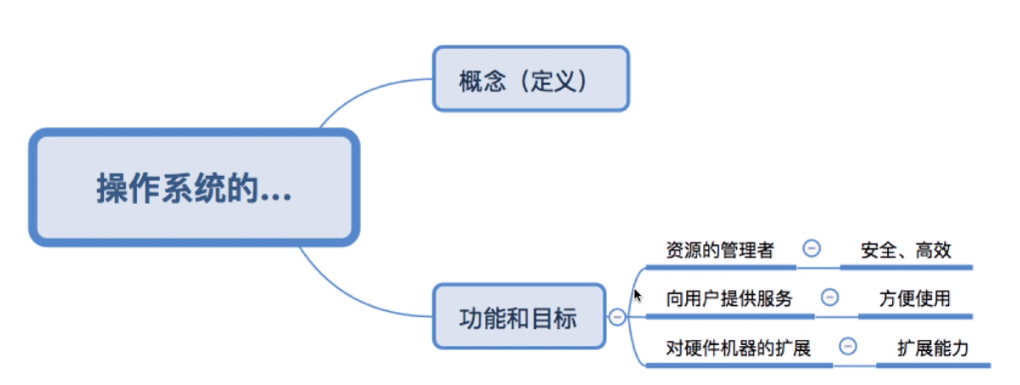 概念（定义）
操作系统的...
资源的管理者 安全、高效
向用户提供服务 方便使用
功能和目标
对硬件机器的扩展 扩展能力